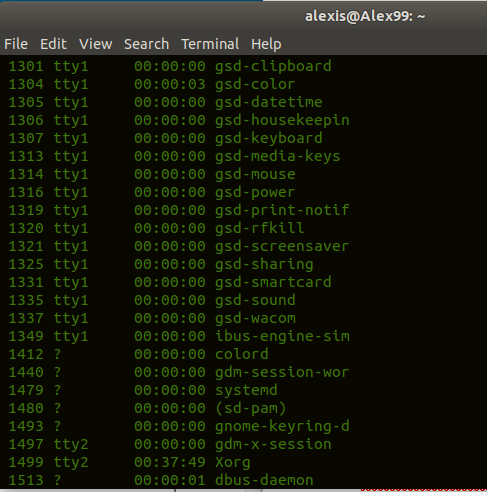 alexis@Alex99: ~
File Edit View Search Terminal Help
1301 tty1 00:00:00 gsd-clipboard
1304 tty1 00:00:03 gsd-color
1305 tty1 00:00:00 gsd-datetime
1306 tty1 00:00:00 gsd-housekeepin
1307 tty1 00:00:00 gsd-keyboard
1313 tty1 00:00:00 gsd-media-keys
1314 tty1 00:00:00 gsd-mouse
1316 tty1 00:00:00 gsd-power
1319 tty1 00:00:00 gsd-print-notif
1320 tty1 00:00:00 gsd-rfkill
1321 tty1 00:00:00 gsd-screensaver
1325 tty1 00:00:00 gsd-sharing
1331 tty1 00:00:00 gsd-smartcard
1335 tty1 00:00:00 gsd-sound
1337 tty1 00:00:00 gsd-wacom
1349 tty1 00:00:00 ibus-engine-sim
1412 ? 00:00:00 colord
1440 ? 00:00:00 gdm-session-wor
1479 ? 00:00:00 systemd
1480 ? 00:00:00 (sd-pam)
1493 ? 00:00:00 gnome-keyring-d
1497 tty2 00:00:00 gdm-x-session
1499 tty2 00:37:49 Xorg
1513 ? 00:00:01 dbus-daemon